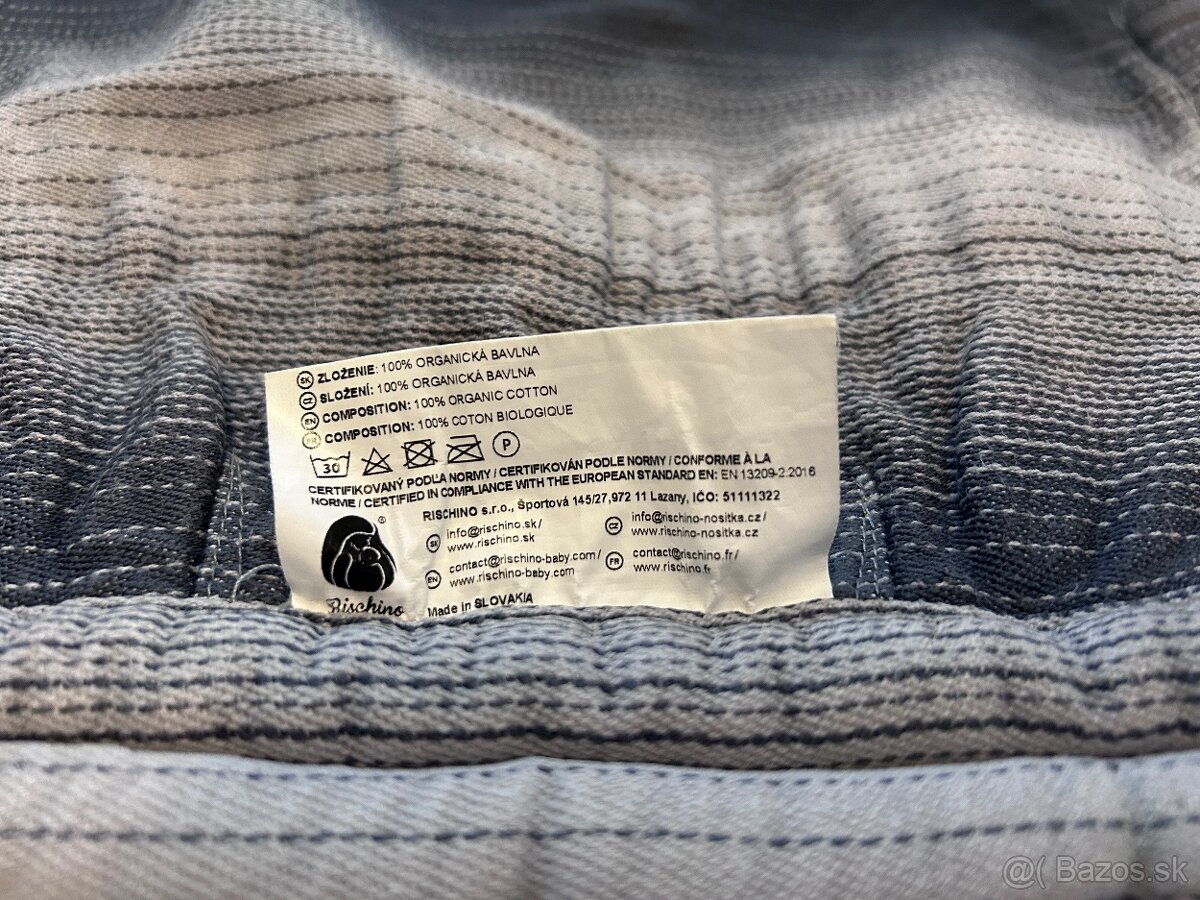 SK ZLOŽENIE: 100% ORGANICKÁ BAVLNA
CZ SLOŽENÍ: 100% ORGANICKÁ BAVLNA
EN COMPOSITION: 100% ORGANIC COTTON
FR COMPOSITION: 100% COTON BIOLOGIQUE
30 P
CERTIFIKOVANÝ PODĽA NORMY / CERTIFIKOVÁN PODLE NORMY / CONFORME À LA
NORME / CERTIFIED IN COMPLIANCE WITH THE EUROPEAN STANDARD EN: EN 13209-2:2016
RISCHINO s.r.o., Športová 145/27, 972 11 Lazany, IČO: 51111322
SK info@rischino.sk /
www.rischino.sk
CZ info@rischino-nositka.cz /
www.rischino-nositka.cz
EN contact@rischino-baby.com /
www.rischino-baby.com
FR contact@rischino.fr /
www.rischino.fr
®
Rischino
Made in SLOVAKIA
@( Bazos.sk